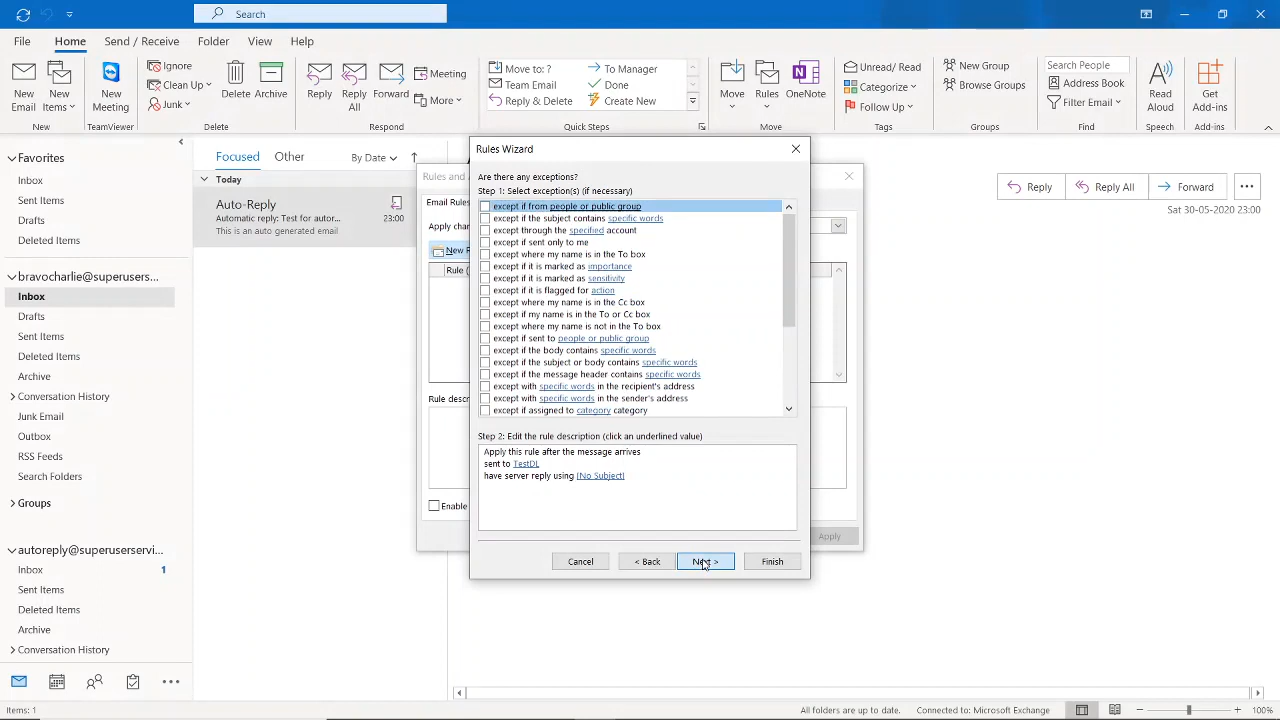 Search
File Home Send / Receive Folder View Help
New Email
New Items
New Meeting
Ignore
Clean Up
Junk
Delete
Archive
Reply
Reply All
Forward
Meeting
More
Move to: ?
Team Email
Reply & Delete
To Manager
Done
Create New
Move
Rules
OneNote
Unread/ Read
Categorize
Follow Up
New Group
Browse Groups
Search People
Address Book
Filter Email
Read Aloud
Get Add-ins
New
TeamViewer
Delete
Respond
Quick Steps
Move
Tags
Groups
Find
Speech
Add-ins
Favorites
Inbox
Sent Items
Drafts
Deleted Items
bravocharlie@superusers...
Inbox
Drafts
Sent Items
Deleted Items
Archive
Conversation History
Junk Email
Outbox
RSS Feeds
Search Folders
Groups
autoreply@superuserservi...
Inbox 1
Sent Items
Deleted Items
Archive
Conversation History
Focused Other By Date
Today
Auto-Reply
Automatic reply: Test for autor... 23:00
This is an auto generated email
Rules and A
Email Rules
Apply chan
New R
Rule (
Rule descr
Enable
Apply
Rules Wizard
Are there any exceptions?
Step 1: Select exception(s) (if necessary)
except if from people or public group
except if the subject contains specific words
except through the specified account
except if sent only to me
except where my name is in the To box
except if it is marked as importance
except if it is marked as sensitivity
except if it is flagged for action
except where my name is in the Cc box
except if my name is in the To or Cc box
except where my name is not in the To box
except if sent to people or public group
except if the body contains specific words
except if the subject or body contains specific words
except if the message header contains specific words
except with specific words in the recipient's address
except with specific words in the sender's address
except if assigned to category category
Step 2: Edit the rule description (click an underlined value)
Apply this rule after the message arrives
sent to TestDL
have server reply using [No Subject]
Cancel < Back Next > Finish
Reply Reply All Forward
Sat 30-05-2020 23:00
Items: 1 All folders are up to date. Connected to: Microsoft Exchange 100%